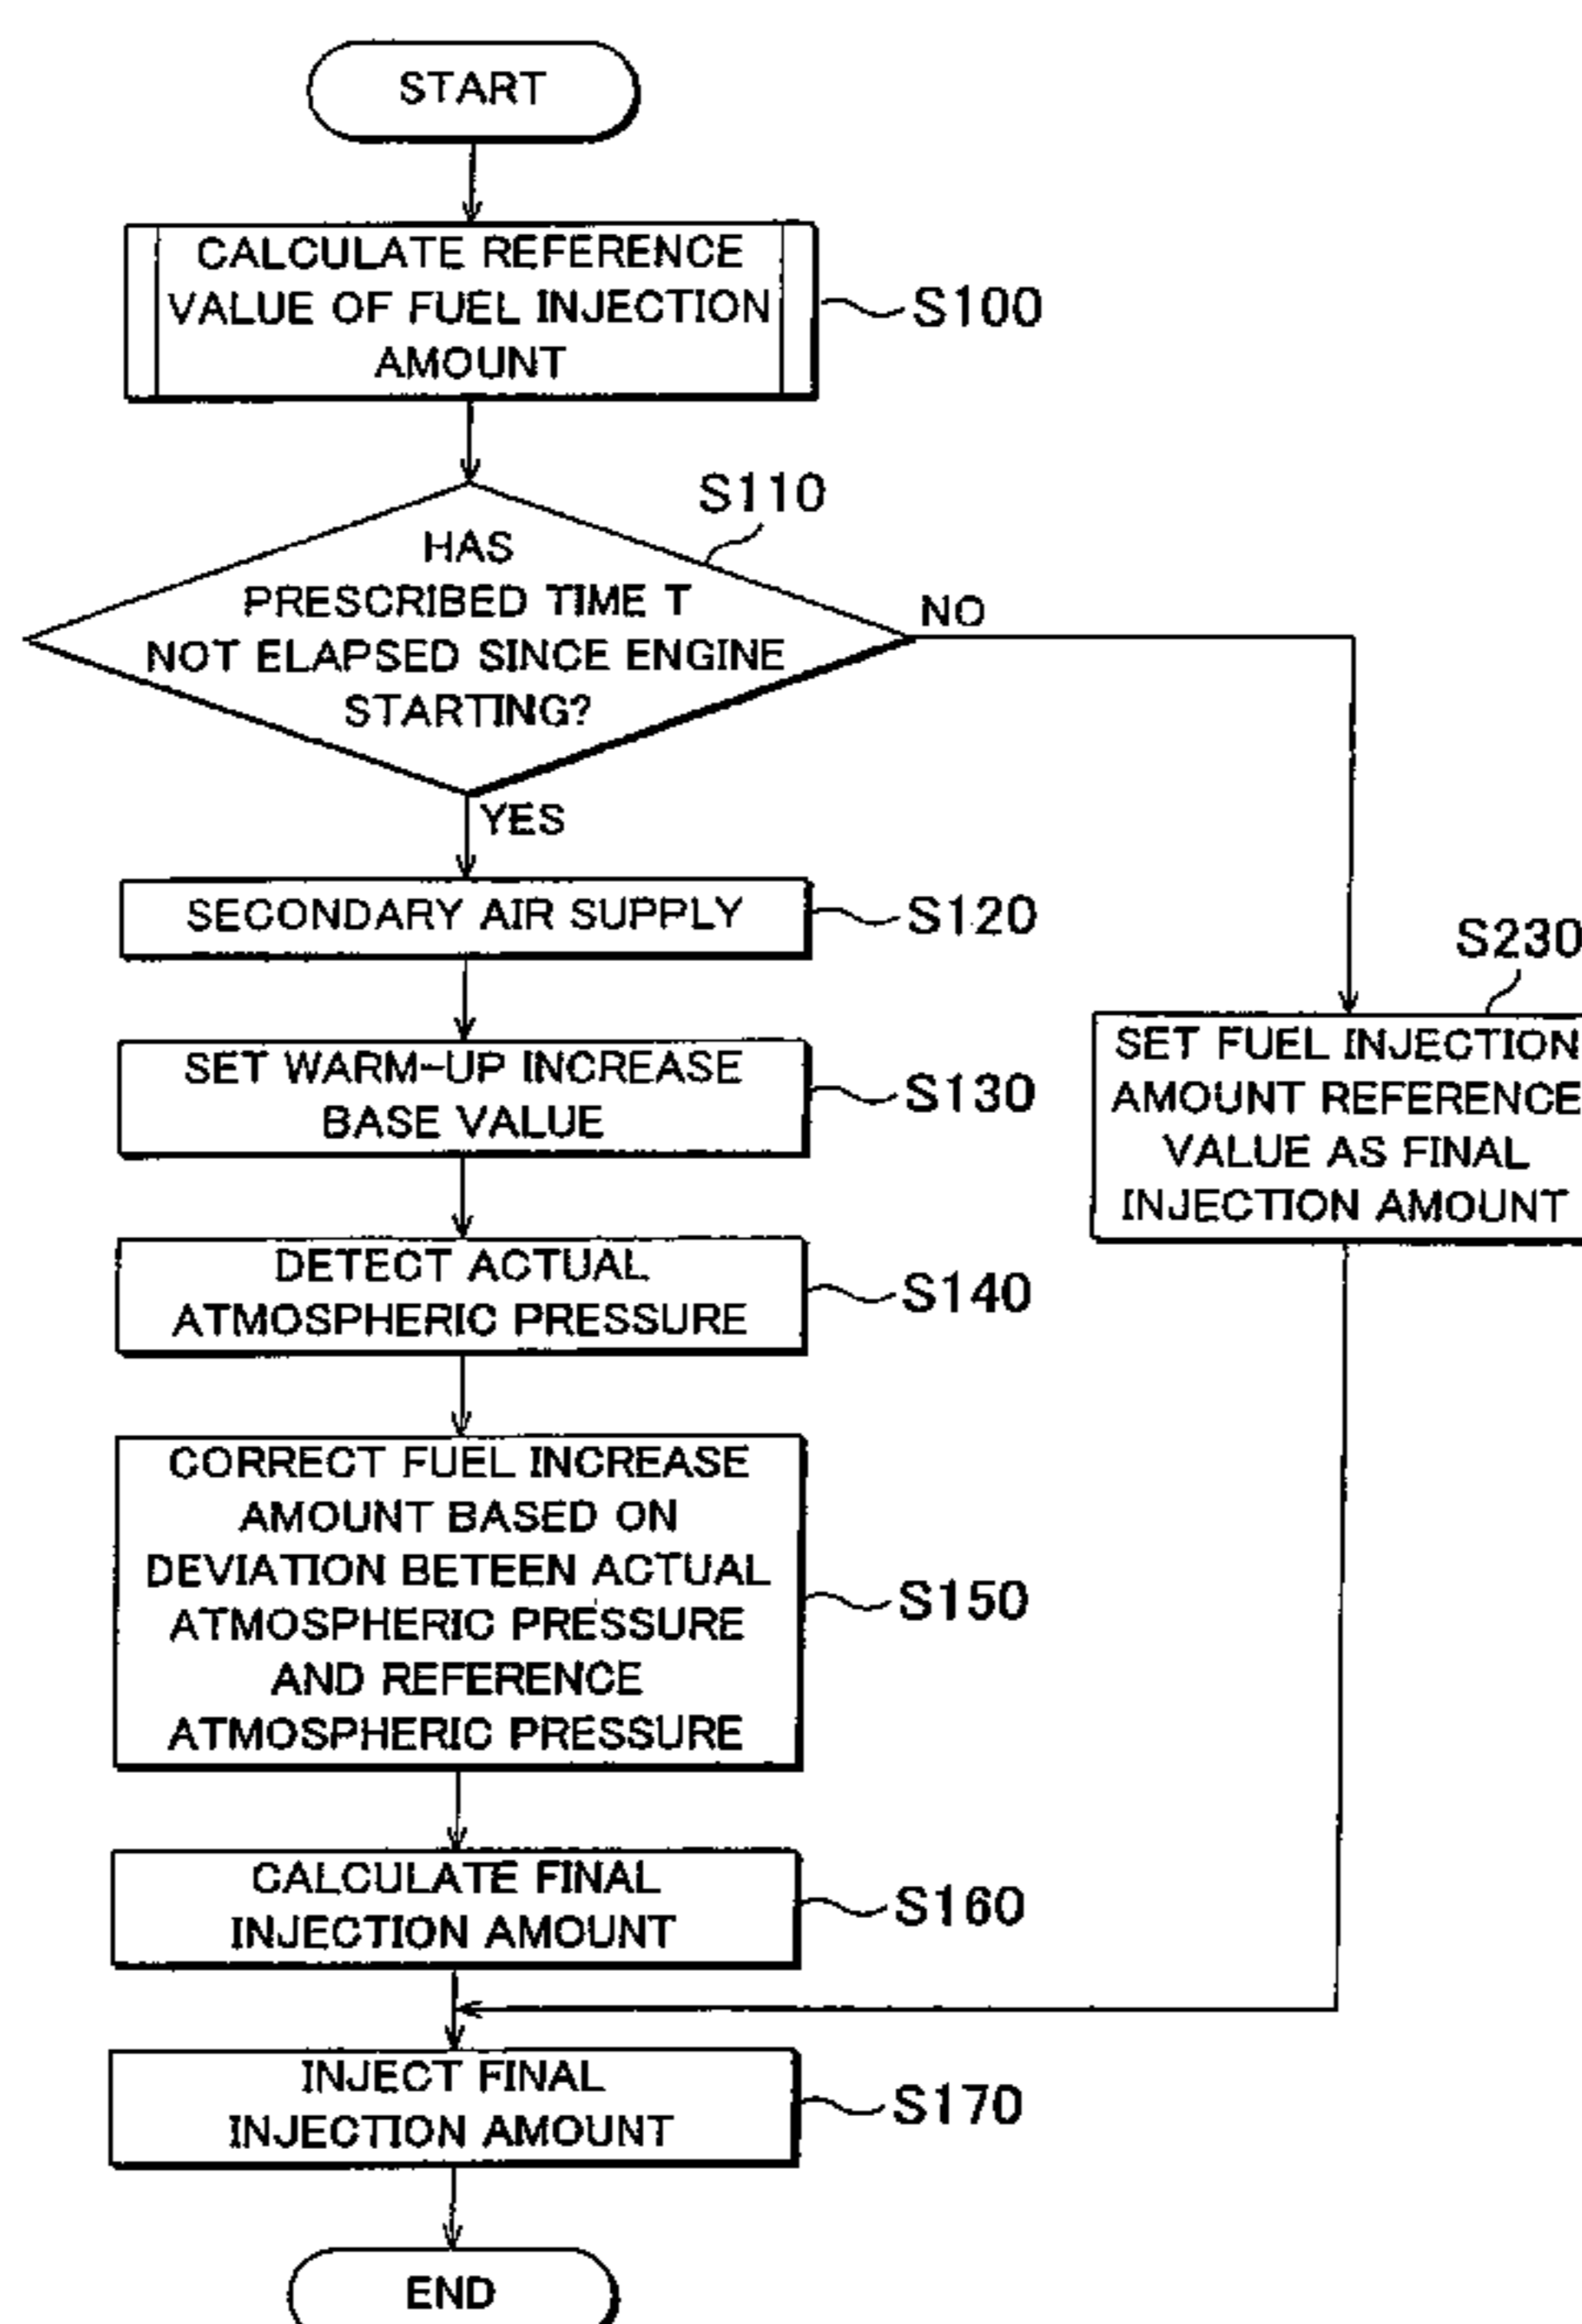 START
CALCULATE REFERENCE
VALUE OF FUEL INJECTION
AMOUNT
S100
S110
HAS
PRESCRIBED TIME T
NOT ELAPSED SINCE ENGINE
STARTING?
NO
YES
SECONDARY AIR SUPPLY
S120
S230
SET FUEL INJECTION
AMOUNT REFERENCE
VALUE AS FINAL
INJECTION AMOUNT
SET WARM-UP INCREASE
BASE VALUE
S130
DETECT ACTUAL
ATMOSPHERIC PRESSURE
S140
CORRECT FUEL INCREASE
AMOUNT BASED ON
DEVIATION BETEEN ACTUAL
ATMOSPHERIC PRESSURE
AND REFERENCE
ATMOSPHERIC PRESSURE
S150
CALCULATE FINAL
INJECTION AMOUNT
S160
INJECT FINAL
INJECTION AMOUNT
S170
END